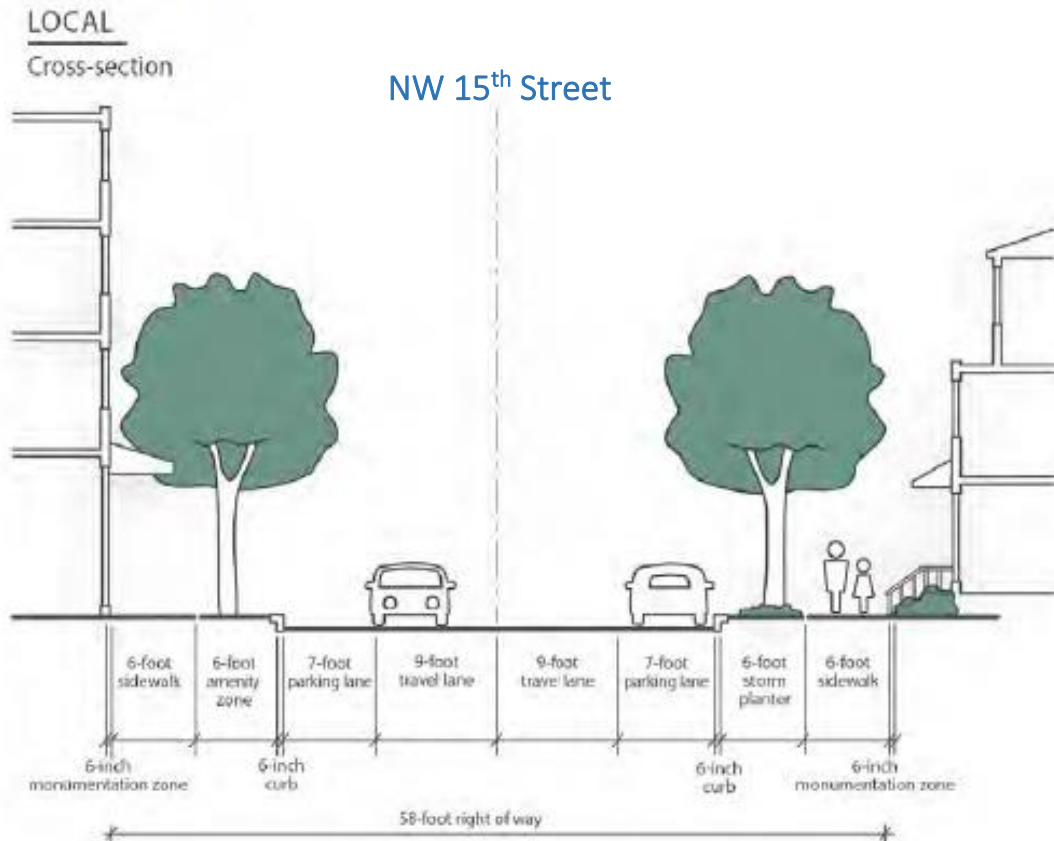 LOCAL
Cross-section
NW 15th Street
6-foot
sidewalk
6-foot
amenity
zone
7-foot
parking lane
9-foot
travel lane
9-foot
travel lane
7-foot
parking lane
6-foot
storm
planter
6-foot
sidewalk
6-inch
monumentation zone
6-inch
curb
6-inch
curb
6-inch
monumentation zone
58-foot right of way